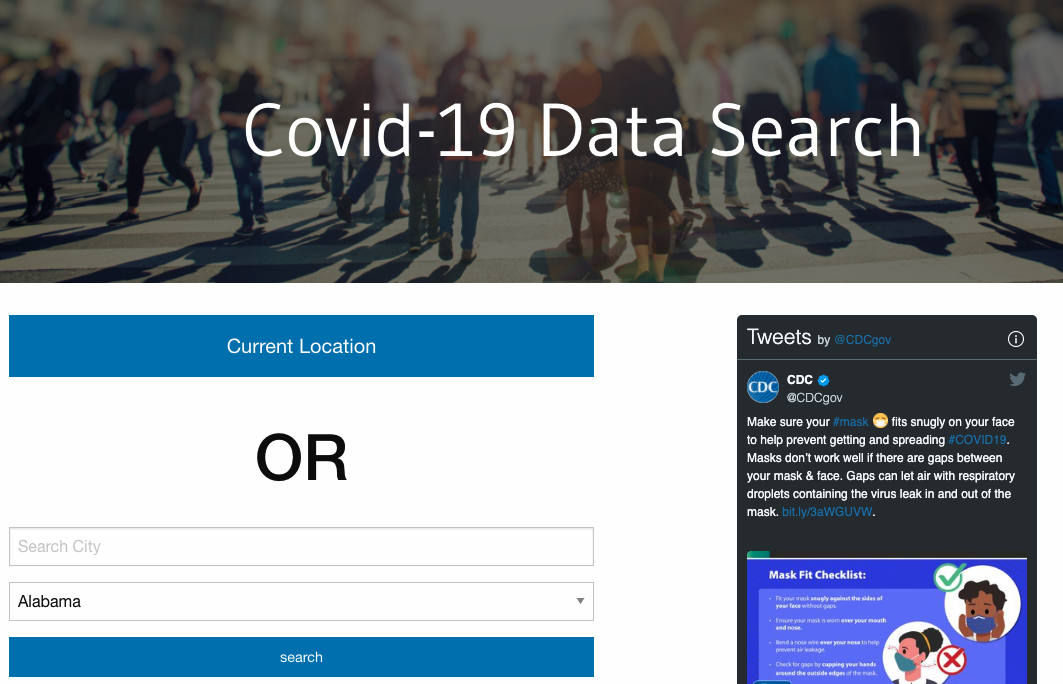 Covid-19 Data Search
Current Location
OR
Search City
Alabama
search
Tweets by @CDCgov
CDC
CDC
@CDCgov
Make sure your #mask 😷 fits snugly on your face
to help prevent getting and spreading #COVID19.
Masks don't work well if there are gaps between
your mask & face. Gaps can let air with respiratory
droplets containing the virus leak in and out of the
mask. bit.ly/3aWGUVW.
Mask Fit Checklist:
Fit your mask snugly against the sides of
your face without gaps.
Ensure your mask is worn over your mouth
and nose.
Bend a nose wire over your nose to help
prevent air leakage.
Check for gaps by cupping your hands
around the outside edges of the mask.